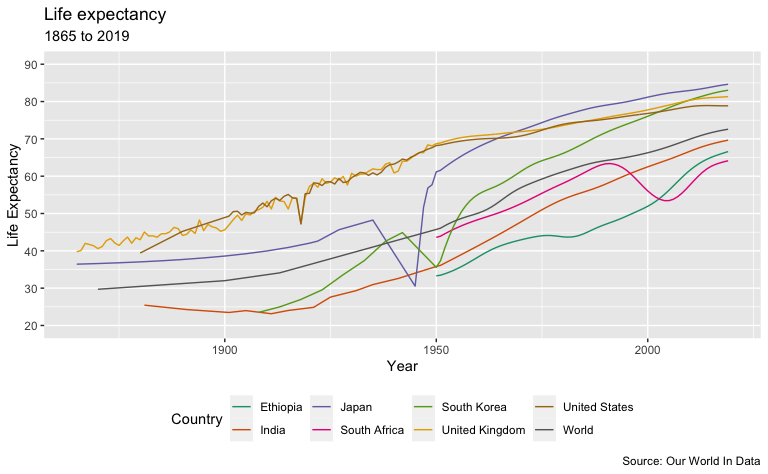 Life expectancy
1865 to 2019
Life Expectancy
90
80
70
60
50
40
30
20
1900 1950 2000
Year
Country
Ethiopia Japan South Korea United States
India South Africa United Kingdom World
Source: Our World In Data